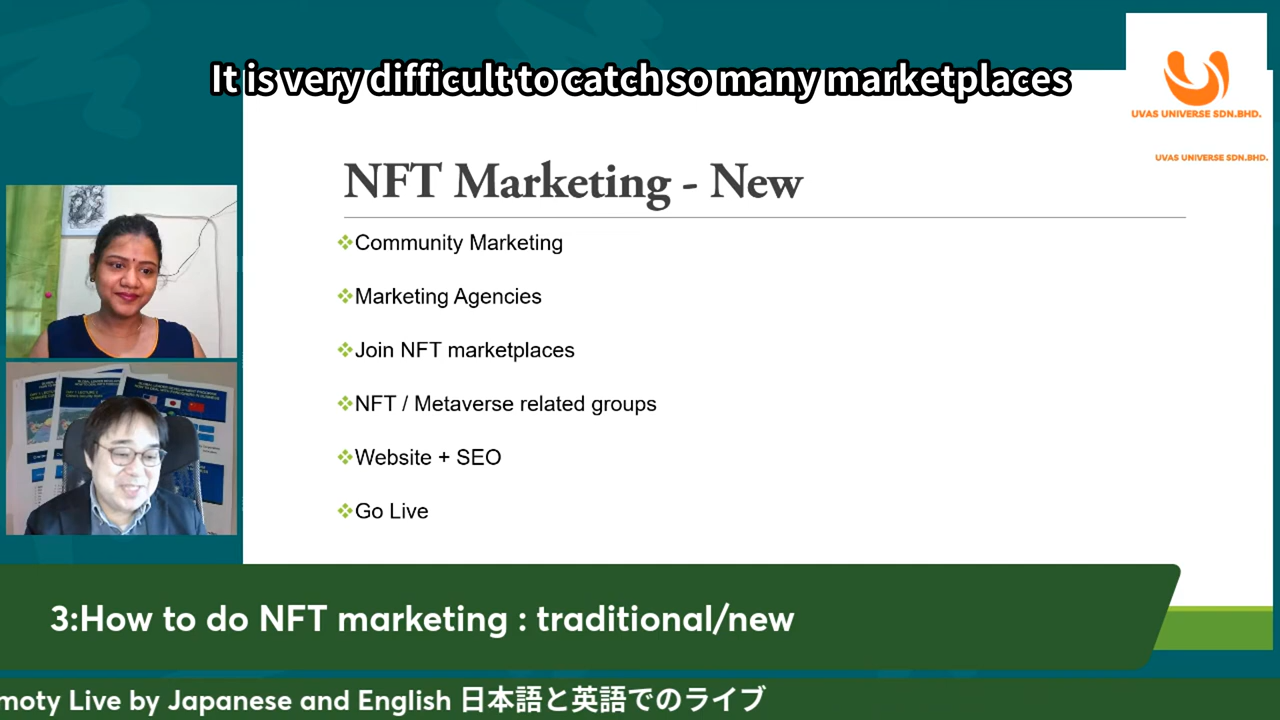 It is very difficult to catch so many marketplaces
UVAS UNIVERSE SDN.BHD.
UVAS UNIVERSE SDN.BHD.
NFT Marketing - New
Community Marketing
Marketing Agencies
Join NFT marketplaces
NFT / Metaverse related groups
Website + SEO
Go Live
3:How to do NFT marketing : traditional/new
moty Live by Japanese and English 日本語と英語でのライブ